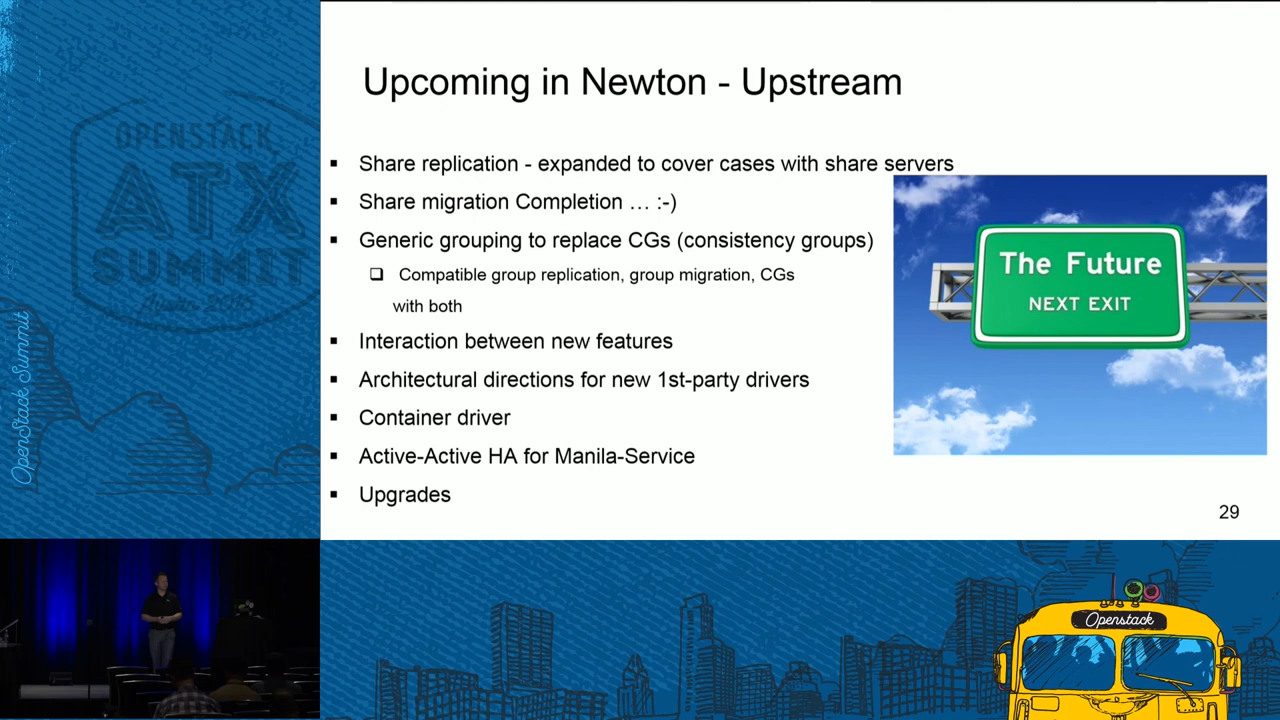 OPENSTACK
ATX
SUMMIT
OpenStack Summit
Upcoming in Newton - Upstream
▪ Share replication - expanded to cover cases with share servers
▪ Share migration Completion … :-)
▪ Generic grouping to replace CGs (consistency groups)
❑ Compatible group replication, group migration, CGs
with both
▪ Interaction between new features
▪ Architectural directions for new 1st-party drivers
▪ Container driver
▪ Active-Active HA for Manila-Service
▪ Upgrades
The Future
NEXT EXIT
29
Openstack